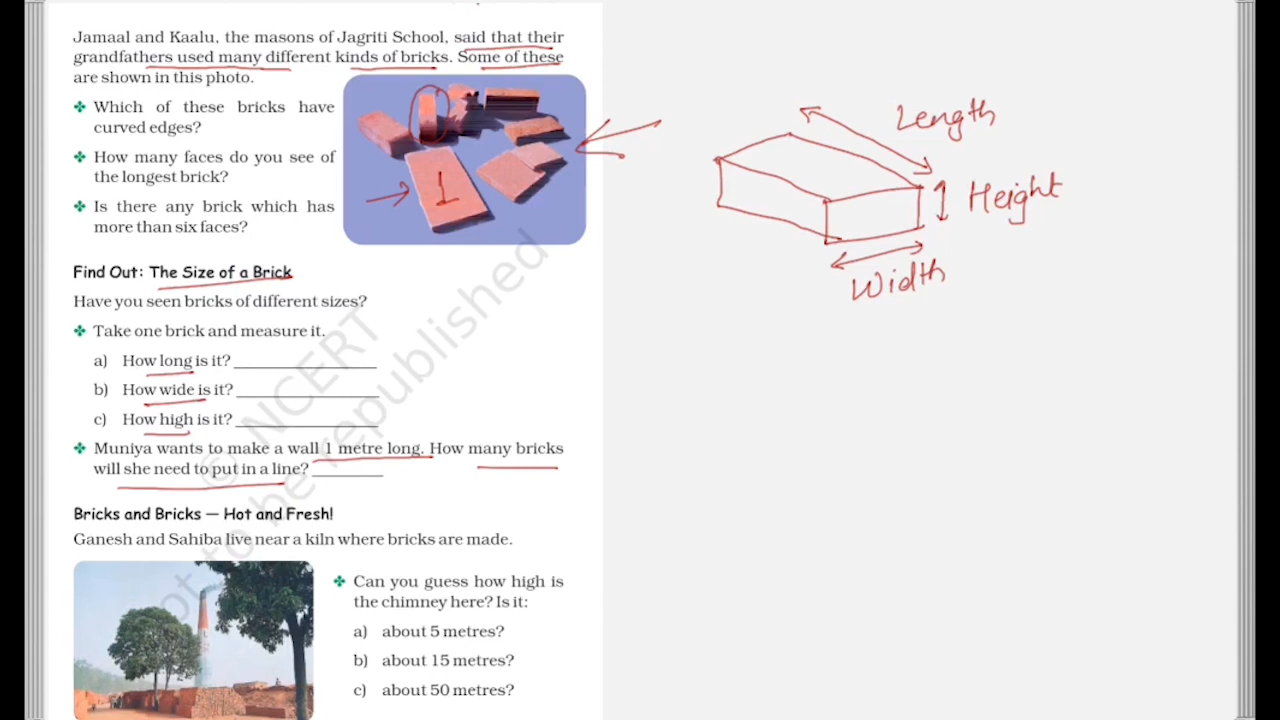 Jamaal and Kaalu, the masons of Jagriti School, said that their
grandfathers used many different kinds of bricks. Some of these
are shown in this photo.
❖ Which of these bricks have
curved edges?
❖ How many faces do you see of
the longest brick?
❖ Is there any brick which has
more than six faces?
1
Find Out: The Size of a Brick
Have you seen bricks of different sizes?
❖ Take one brick and measure it.
a) How long is it?
b) How wide is it?
c) How high is it?
❖ Muniya wants to make a wall 1 metre long. How many bricks
will she need to put in a line?
Bricks and Bricks — Hot and Fresh!
Ganesh and Sahiba live near a kiln where bricks are made.
❖ Can you guess how high is
the chimney here? Is it:
a) about 5 metres?
b) about 15 metres?
c) about 50 metres?
© NCERT
not to be republished
Length
Height
Width